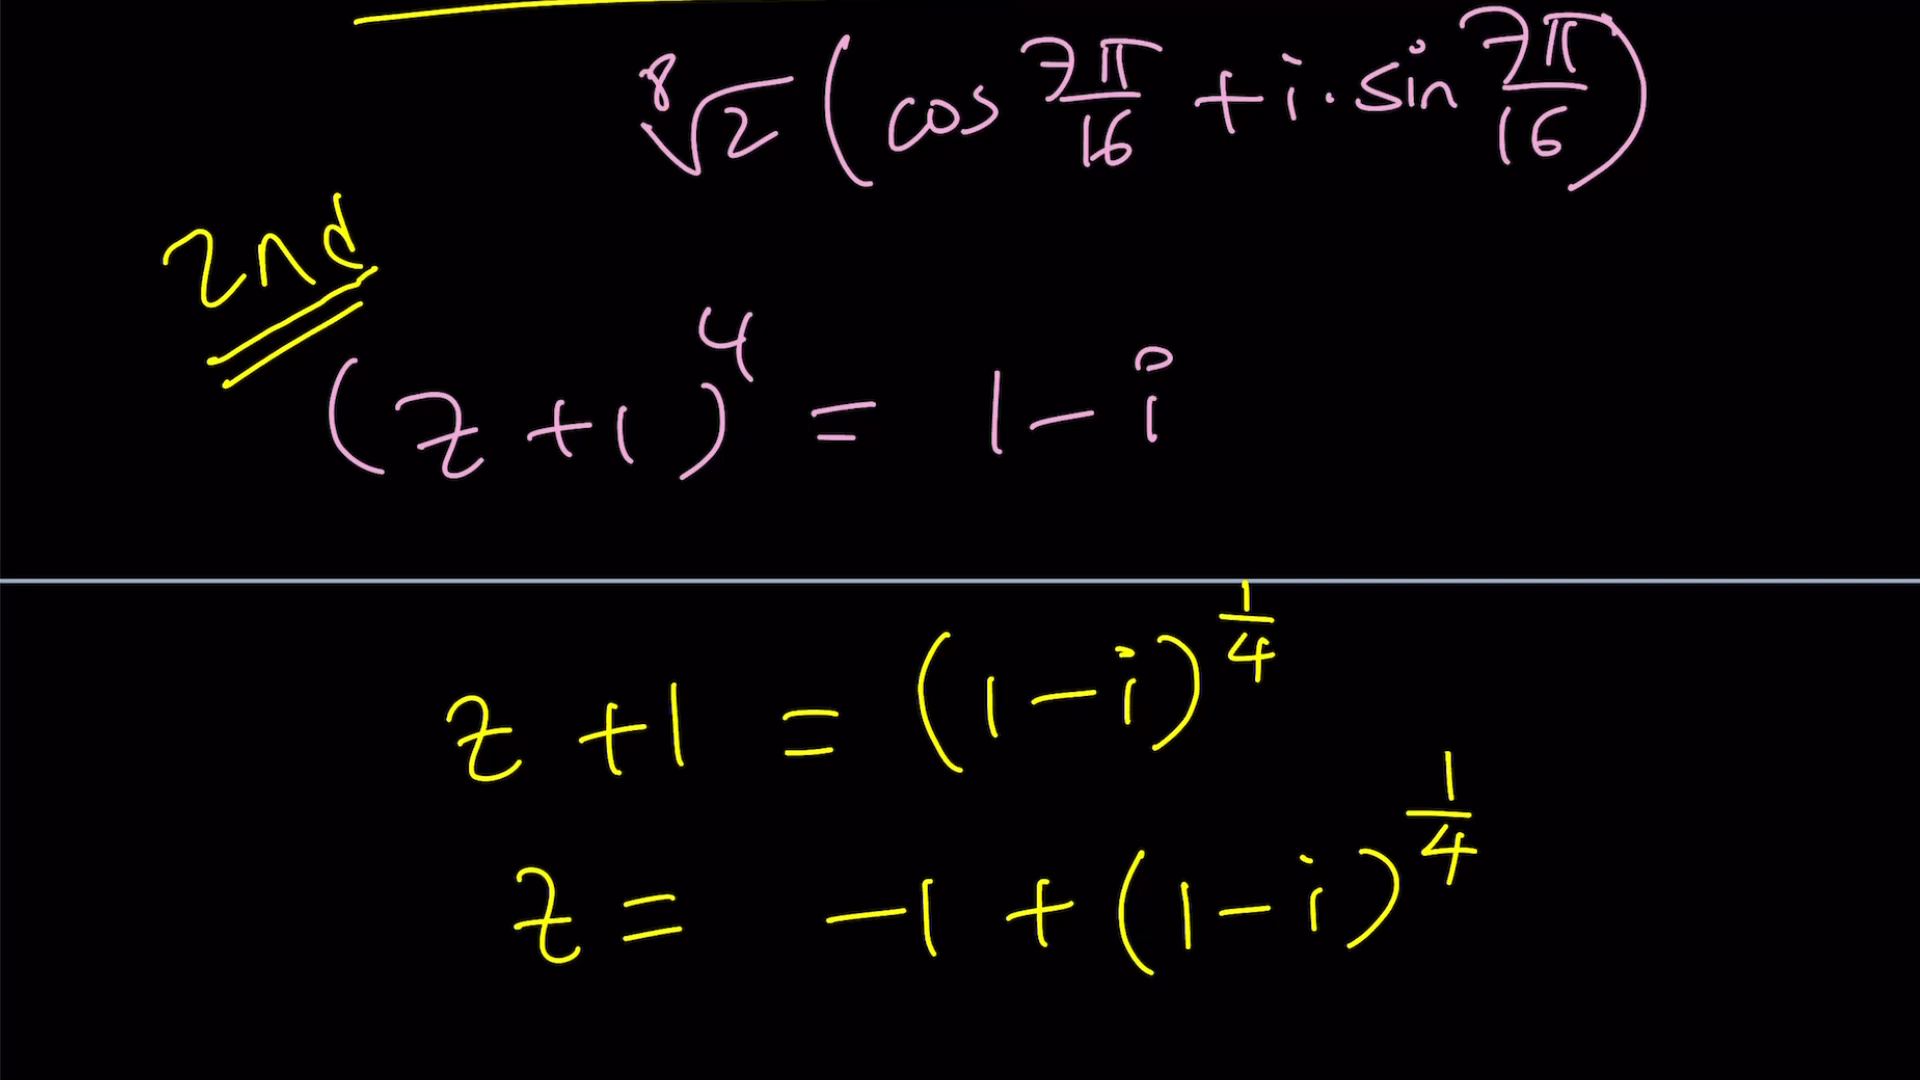 ⁸√2 (cos 7π/16 + i · sin 7π/16)
2nd
(z + 1)⁴ = 1 - i
z + 1 = (1 - i)^(1/4)
z = -1 + (1 - i)^(1/4)